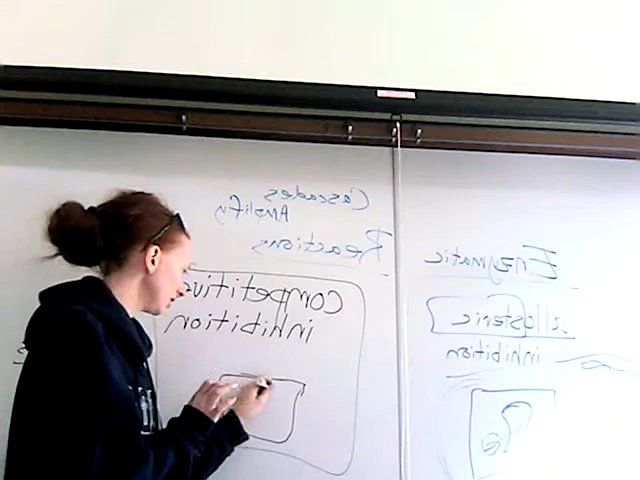 Cascades
Amplify
Reactions
competitive
inhibition
Enzymatic
allosteric
inhibition